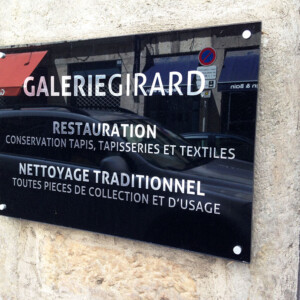 GALERIEGIRARD
RESTAURATION
CONSERVATION TAPIS, TAPISSERIES ET TEXTILES
NETTOYAGE TRADITIONNEL
TOUTES PIECES DE COLLECTION ET D'USAGE